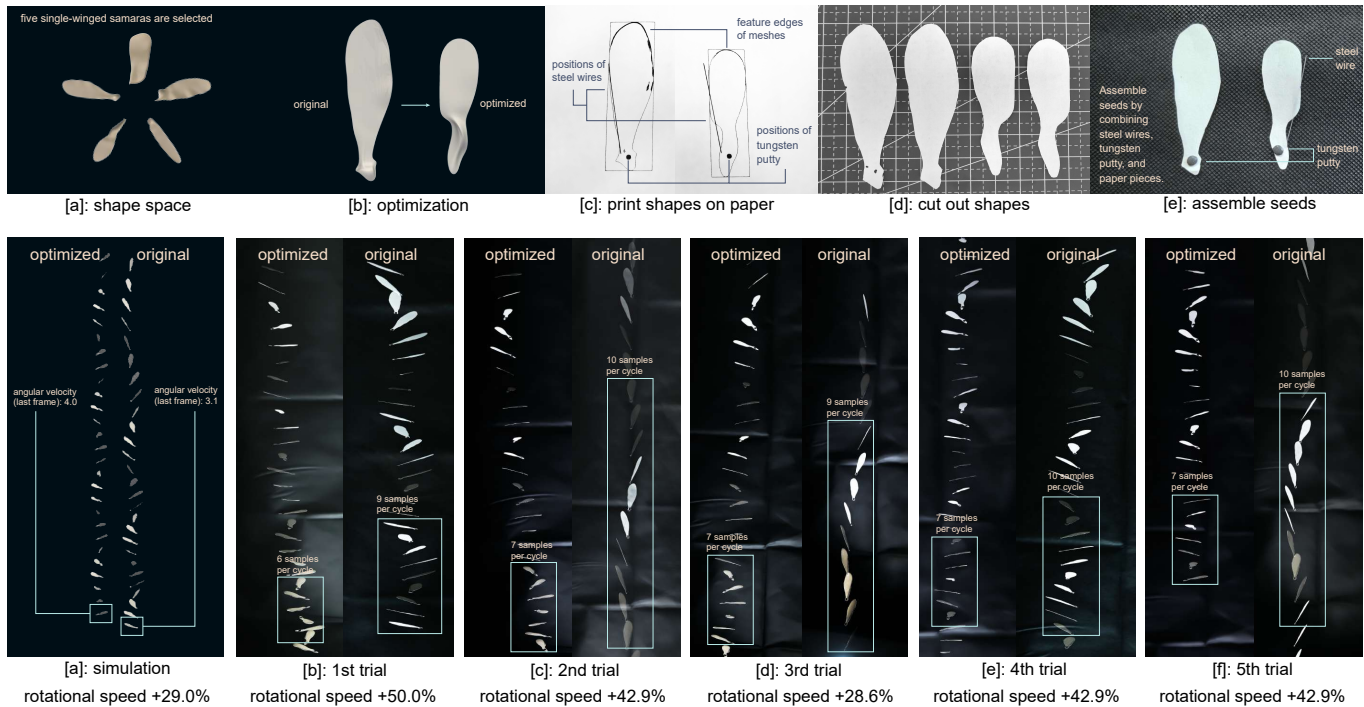 five single-winged samaras are selected
original
optimized
positions of
steel wires
feature edges
of meshes
positions of
tungsten
putty
Assemble
seeds by
combining
steel wires,
tungsten
putty, and
paper pieces.
steel
wire
tungsten
putty
[a]: shape space
[b]: optimization
[c]: print shapes on paper
[d]: cut out shapes
[e]: assemble seeds
optimized
original
angular velocity
(last frame): 4.0
angular velocity
(last frame): 3.1
optimized
original
6 samples
per cycle
9 samples
per cycle
optimized
original
7 samples
per cycle
10 samples
per cycle
optimized
original
7 samples
per cycle
9 samples
per cycle
optimized
original
7 samples
per cycle
10 samples
per cycle
optimized
original
7 samples
per cycle
10 samples
per cycle
[a]: simulation
rotational speed +29.0%
[b]: 1st trial
rotational speed +50.0%
[c]: 2nd trial
rotational speed +42.9%
[d]: 3rd trial
rotational speed +28.6%
[e]: 4th trial
rotational speed +42.9%
[f]: 5th trial
rotational speed +42.9%